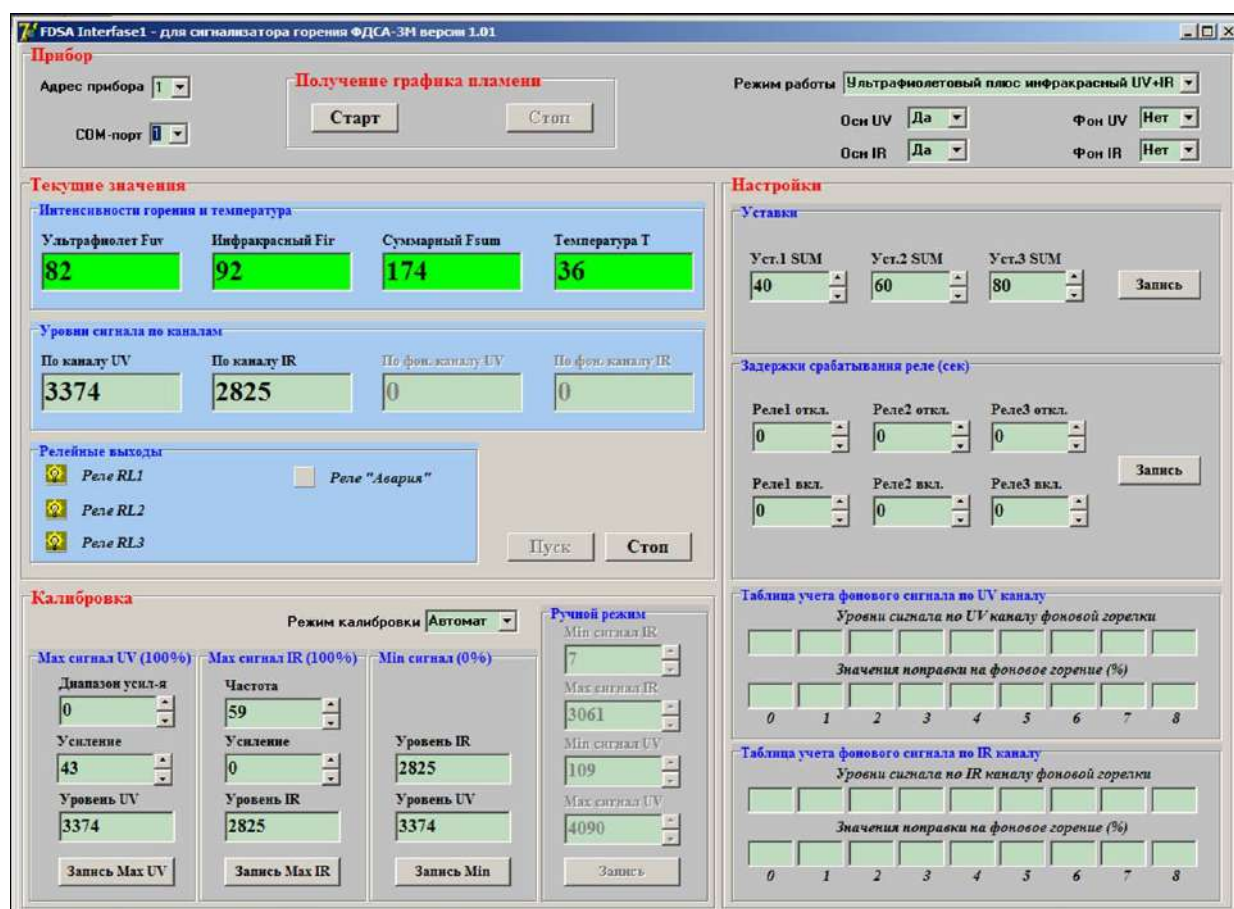 FDSA Interfase1 - для сигнализатора горения ФДСА-3М версии 1.01
Прибор
Адрес прибора 1
COM-порт 1
Получение графика пламени
Старт Стоп
Режим работы Ультрафиолетовый плюс инфракрасный UV+IR
Осн UV Да Фон UV Нет
Осн IR Да Фон IR Нет
Текущие значения
Интенсивности горения и температура
Ультрафиолет Fuv Инфракрасный Fir Суммарный Fsum Температура T
82 92 174 36
Уровни сигнала по каналам
По каналу UV По каналу IR По фон. каналу UV По фон. каналу IR
3374 2825 0 0
Релейные выходы
Реле RL1 Реле "Авария"
Реле RL2
Реле RL3
Пуск Стоп
Настройки
Уставки
Уст.1 SUM Уст.2 SUM Уст.3 SUM
40 60 80 Запись
Задержки срабатывания реле (сек)
Реле1 откл. Реле2 откл. Реле3 откл.
0 0 0
Запись
Реле1 вкл. Реле2 вкл. Реле3 вкл.
0 0 0
Калибровка
Режим калибровки Автомат
Max сигнал UV (100%)
Диапазон усил-я
0
Усиление
43
Уровень UV
3374
Запись Max UV
Max сигнал IR (100%)
Частота
59
Усиление
0
Уровень IR
2825
Запись Max IR
Min сигнал (0%)
Уровень IR
2825
Уровень UV
3374
Запись Min
Ручной режим
Min сигнал IR
7
Max сигнал IR
3061
Min сигнал UV
109
Max сигнал UV
4090
Запись
Таблица учета фонового сигнала по UV каналу
Уровни сигнала по UV каналу фоновой горелки
Значения поправки на фоновое горение (%)
0 1 2 3 4 5 6 7 8
Таблица учета фонового сигнала по IR каналу
Уровни сигнала по IR каналу фоновой горелки
Значения поправки на фоновое горение (%)
0 1 2 3 4 5 6 7 8